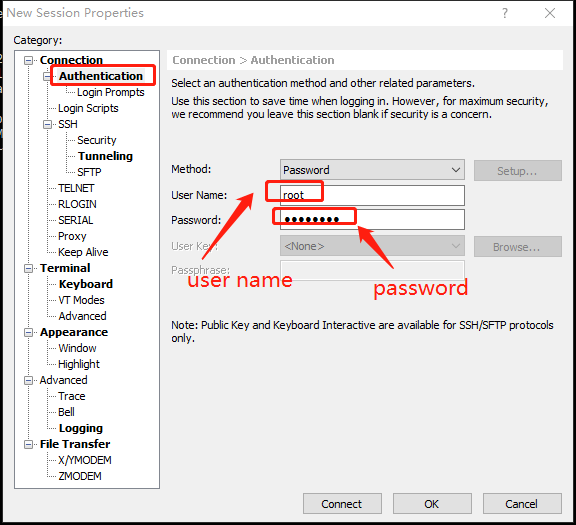 New Session Properties
Category:
Connection
Authentication
Login Prompts
Login Scripts
SSH
Security
Tunneling
SFTP
TELNET
RLOGIN
SERIAL
Proxy
Keep Alive
Terminal
Keyboard
VT Modes
Advanced
Appearance
Window
Highlight
Advanced
Trace
Bell
Logging
File Transfer
X/YMODEM
ZMODEM
Connection > Authentication
Select an authentication method and other related parameters.
Use this section to save time when logging in. However, for maximum security,
we recommend you leave this section blank if security is a concern.
Method: Password Setup...
User Name: root
Password: ●●●●●●●●
User Key: <None> Browse...
Passphrase:
user name
password
Note: Public Key and Keyboard Interactive are available for SSH/SFTP protocols
only.
Connect OK Cancel